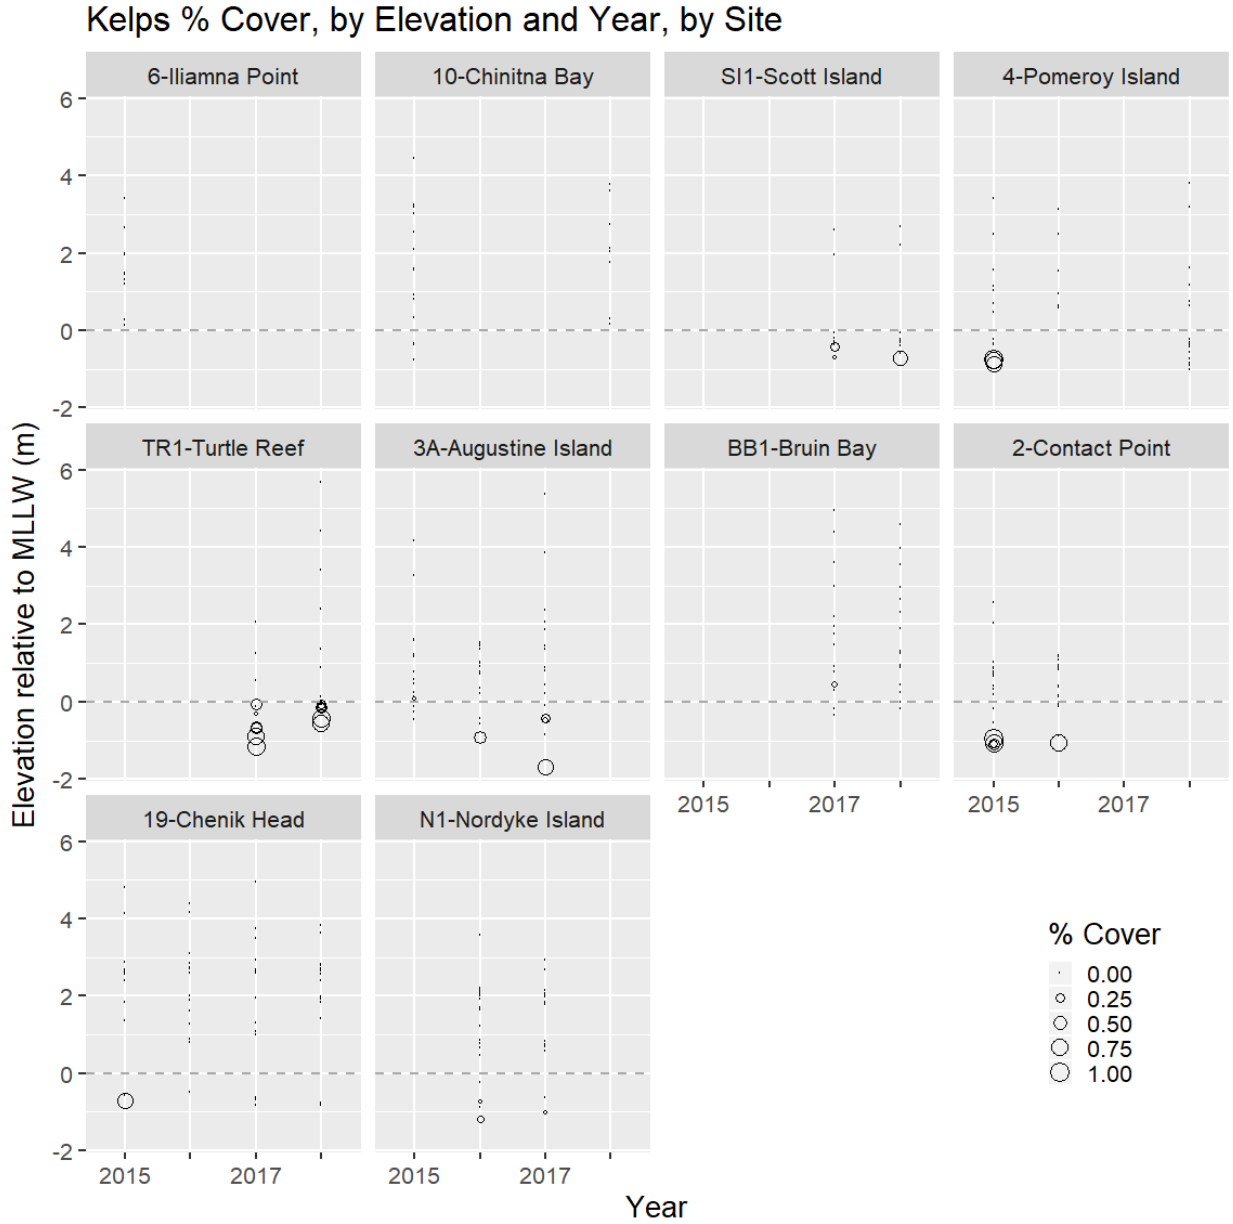 Kelps % Cover, by Elevation and Year, by Site
6-Iliamna Point
10-Chinitna Bay
SI1-Scott Island
4-Pomeroy Island
6
4
2
0
-2
TR1-Turtle Reef
3A-Augustine Island
BB1-Bruin Bay
2-Contact Point
6
4
2
0
-2
2015 2017
2015 2017
19-Chenik Head
N1-Nordyke Island
6
4
2
0
-2
2015 2017
2015 2017
Elevation relative to MLLW (m)
Year
% Cover
0.00
0.25
0.50
0.75
1.00